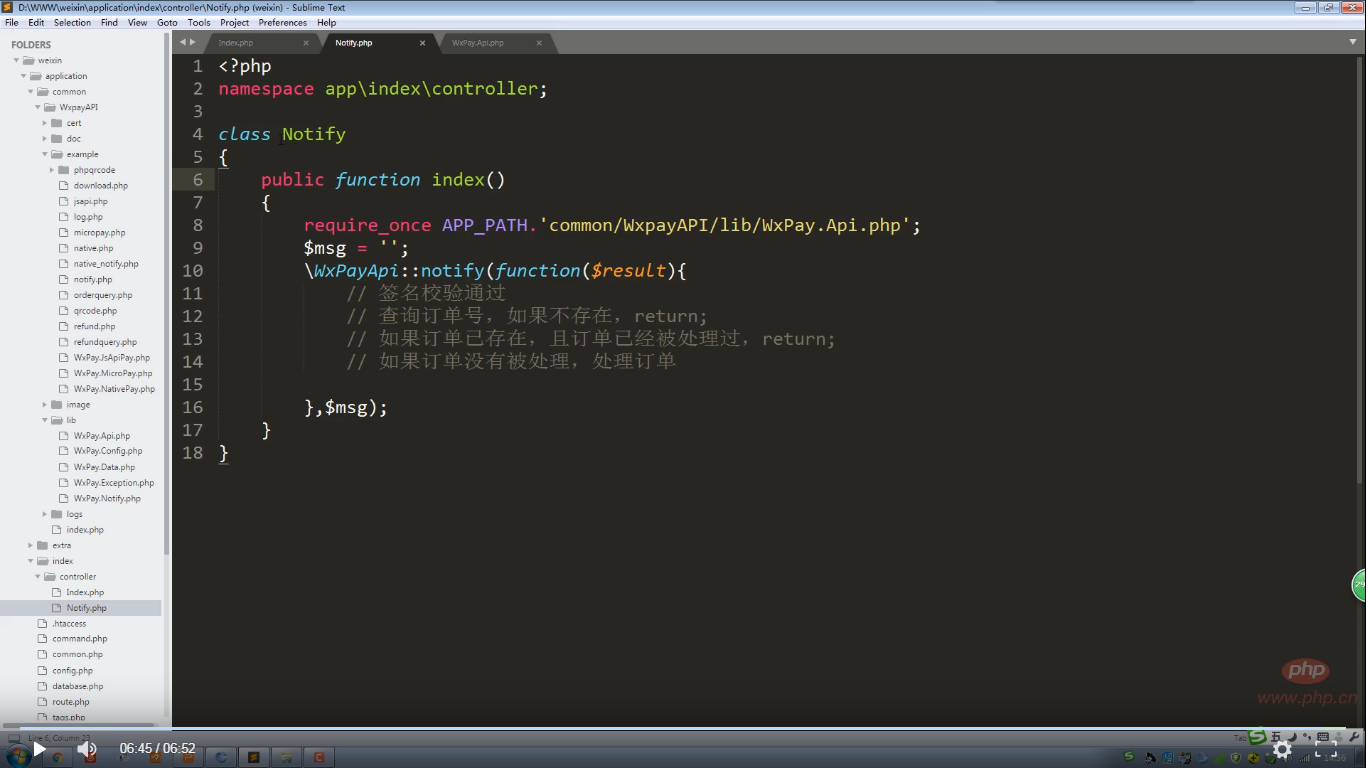 D:\WWW\weixin\application\index\controller\Notify.php (weixin) - Sublime Text
File Edit Selection Find View Goto Tools Project Preferences Help
FOLDERS
weixin
application
common
WxpayAPI
cert
doc
example
phpqrcode
download.php
jsapi.php
log.php
micropay.php
native.php
native_notify.php
notify.php
orderquery.php
qrcode.php
refund.php
refundquery.php
WxPay.JsApiPay.php
WxPay.MicroPay.php
WxPay.NativePay.php
image
lib
WxPay.Api.php
WxPay.Config.php
WxPay.Data.php
WxPay.Exception.php
WxPay.Notify.php
logs
index.php
extra
index
controller
Index.php
Notify.php
.htaccess
command.php
common.php
config.php
database.php
route.php
tags.php
Index.php Notify.php WxPay.Api.php
1 <?php
2 namespace app\index\controller;
3
4 class Notify
5 {
6 public function index()
7 {
8 require_once APP_PATH.'common/WxpayAPI/lib/WxPay.Api.php';
9 $msg = '';
10 \WxPayApi::notify(function($result){
11 // 签名校验通过
12 // 查询订单号，如果不存在，return;
13 // 如果订单已存在，且订单已经被处理过，return;
14 // 如果订单没有被处理，处理订单
15
16 },$msg);
17 }
18 }
php
www.php.cn
Line 6, Column 23
06:45 / 06:52